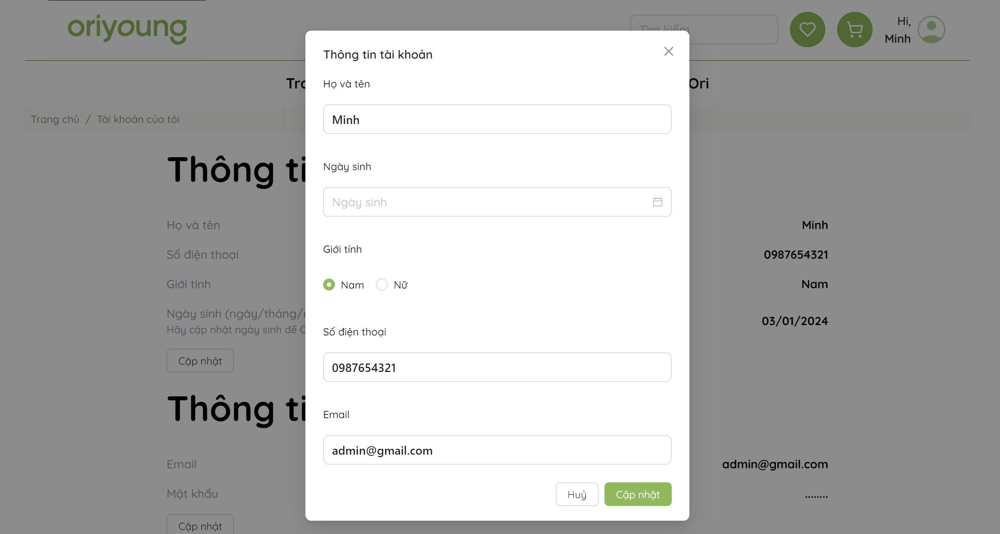 oriyoung
Tìm kiếm
Hi,
Minh
Ori
Trang chủ / Tài khoản của tôi
Thông tin tài khoản
Họ và tên
Minh
Ngày sinh
Ngày sinh
Giới tính
Nam
Nữ
Số điện thoại
0987654321
Email
admin@gmail.com
Huỷ
Cập nhật
Thông ti
Họ và tên
Minh
Số điện thoại
0987654321
Giới tính
Nam
Ngày sinh (ngày/tháng/
03/01/2024
Hãy cập nhật ngày sinh để
Cập nhật
Thông ti
Email
admin@gmail.com
Mật khẩu
........
Cập nhật